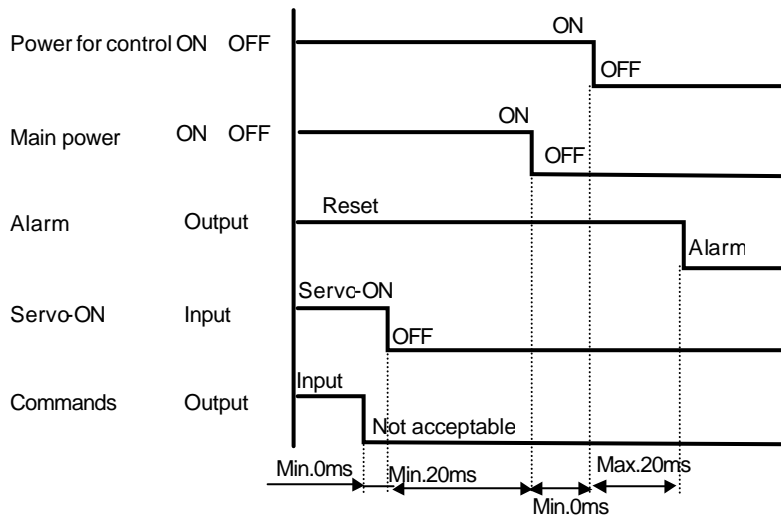 ON
Power for control ON OFF
OFF
ON
Main power ON OFF
OFF
Reset
Alarm Output
Alarm
Servo-ON
Servo-ON Input
OFF
Input
Commands Output
Not acceptable
Min.0ms
Min.20ms
Max.20ms
Min.0ms